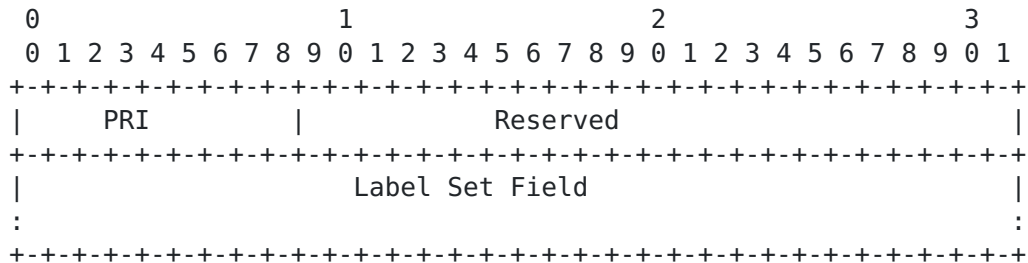 0                   1                   2                   3
 0 1 2 3 4 5 6 7 8 9 0 1 2 3 4 5 6 7 8 9 0 1 2 3 4 5 6 7 8 9 0 1
+-+-+-+-+-+-+-+-+-+-+-+-+-+-+-+-+-+-+-+-+-+-+-+-+-+-+-+-+-+-+-+-+
|     PRI         |            Reserved                         |
+-+-+-+-+-+-+-+-+-+-+-+-+-+-+-+-+-+-+-+-+-+-+-+-+-+-+-+-+-+-+-+-+
|                     Label Set Field                           |
:                                                               :
+-+-+-+-+-+-+-+-+-+-+-+-+-+-+-+-+-+-+-+-+-+-+-+-+-+-+-+-+-+-+-+-+